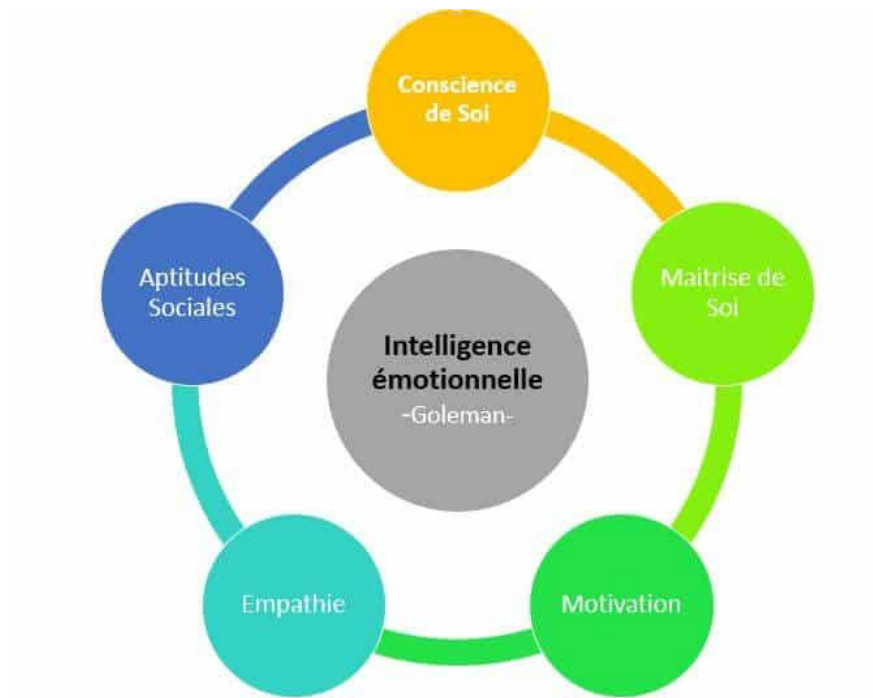 Conscience
de Soi
Maitrise de
Soi
Motivation
Empathie
Aptitudes
Sociales
Intelligence
émotionnelle
-Goleman-